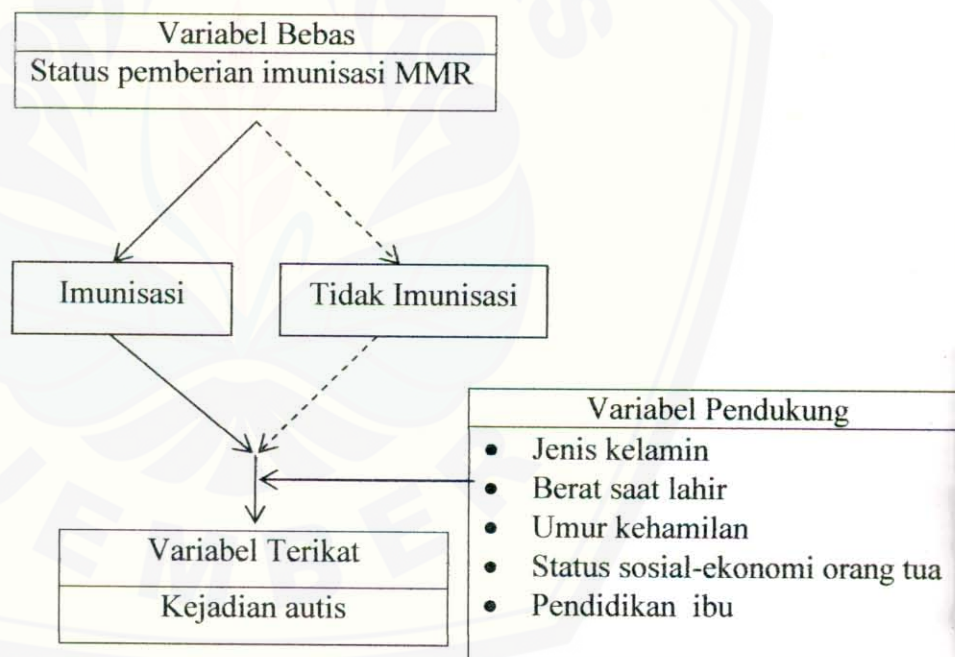 Variabel Bebas
Status pemberian imunisasi MMR
Imunisasi
Tidak Imunisasi
Variabel Pendukung
• Jenis kelamin
• Berat saat lahir
• Umur kehamilan
• Status sosial-ekonomi orang tua
• Pendidikan ibu
Variabel Terikat
Kejadian autis